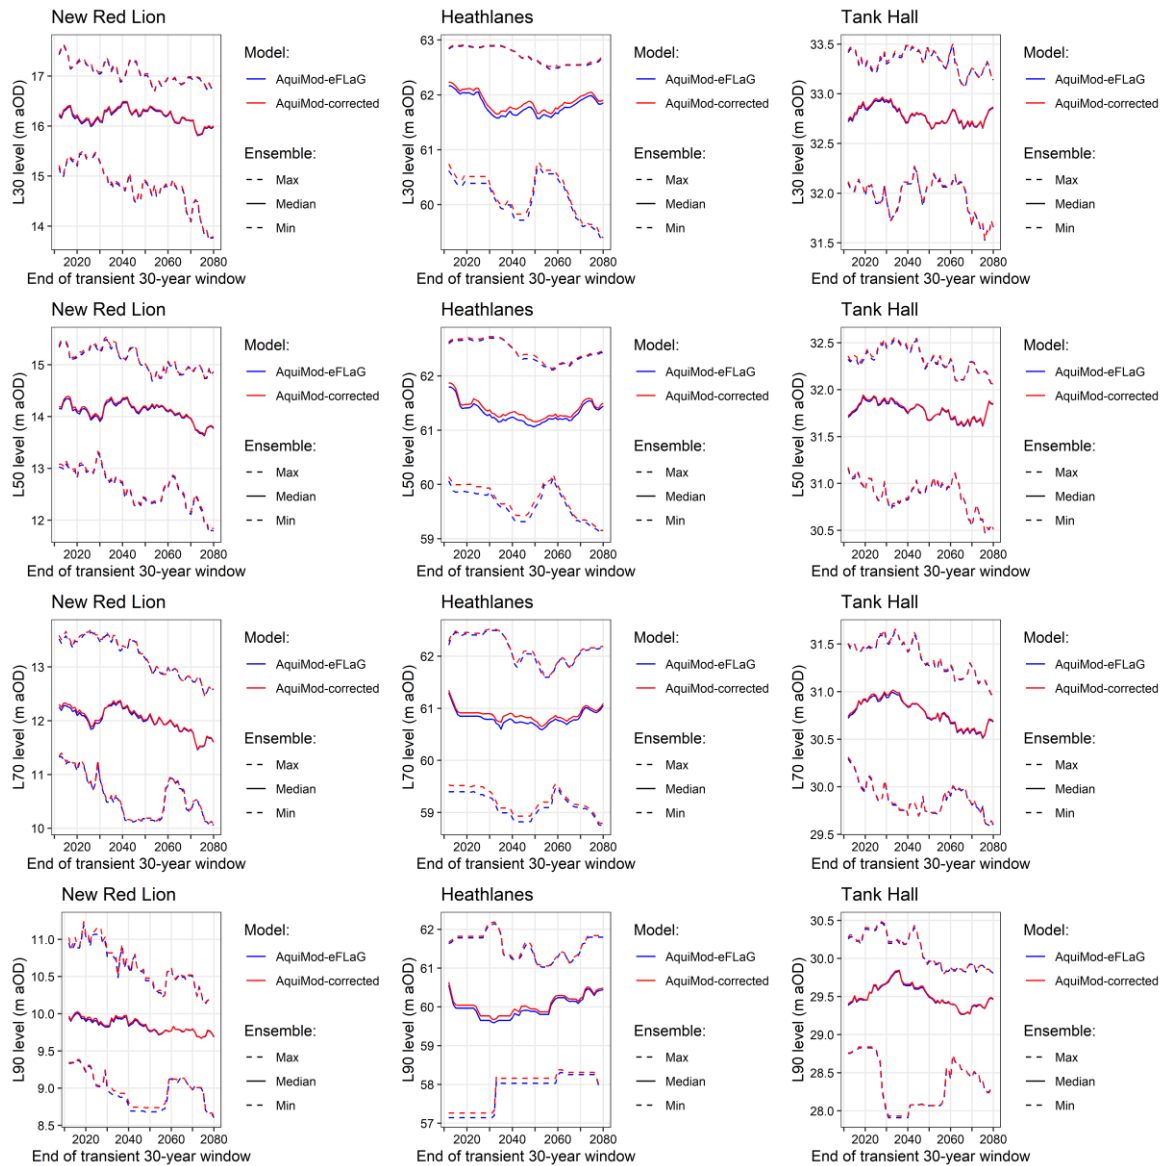 New Red Lion
Heathlanes
Tank Hall
L30 level (m aOD)
17
16
15
14
2020 2040 2060 2080
End of transient 30-year window
Model:
AquiMod-eFLaG
AquiMod-corrected
Ensemble:
Max
Median
Min
L30 level (m aOD)
63
62
61
60
2020 2040 2060 2080
End of transient 30-year window
Model:
AquiMod-eFLaG
AquiMod-corrected
Ensemble:
Max
Median
Min
L30 level (m aOD)
33.5
33.0
32.5
32.0
31.5
2020 2040 2060 2080
End of transient 30-year window
Model:
AquiMod-eFLaG
AquiMod-corrected
Ensemble:
Max
Median
Min
New Red Lion
Heathlanes
Tank Hall
L50 level (m aOD)
15
14
13
12
2020 2040 2060 2080
End of transient 30-year window
Model:
AquiMod-eFLaG
AquiMod-corrected
Ensemble:
Max
Median
Min
L50 level (m aOD)
62
61
60
59
2020 2040 2060 2080
End of transient 30-year window
Model:
AquiMod-eFLaG
AquiMod-corrected
Ensemble:
Max
Median
Min
L50 level (m aOD)
32.5
32.0
31.5
31.0
30.5
2020 2040 2060 2080
End of transient 30-year window
Model:
AquiMod-eFLaG
AquiMod-corrected
Ensemble:
Max
Median
Min
New Red Lion
Heathlanes
Tank Hall
L70 level (m aOD)
13
12
11
10
2020 2040 2060 2080
End of transient 30-year window
Model:
AquiMod-eFLaG
AquiMod-corrected
Ensemble:
Max
Median
Min
L70 level (m aOD)
62
61
60
59
2020 2040 2060 2080
End of transient 30-year window
Model:
AquiMod-eFLaG
AquiMod-corrected
Ensemble:
Max
Median
Min
L70 level (m aOD)
31.5
31.0
30.5
30.0
29.5
2020 2040 2060 2080
End of transient 30-year window
Model:
AquiMod-eFLaG
AquiMod-corrected
Ensemble:
Max
Median
Min
New Red Lion
Heathlanes
Tank Hall
L90 level (m aOD)
11.0
10.5
10.0
9.5
9.0
8.5
2020 2040 2060 2080
End of transient 30-year window
Model:
AquiMod-eFLaG
AquiMod-corrected
Ensemble:
Max
Median
Min
L90 level (m aOD)
62
61
60
59
58
57
2020 2040 2060 2080
End of transient 30-year window
Model:
AquiMod-eFLaG
AquiMod-corrected
Ensemble:
Max
Median
Min
L90 level (m aOD)
30.5
30.0
29.5
29.0
28.5
28.0
2020 2040 2060 2080
End of transient 30-year window
Model:
AquiMod-eFLaG
AquiMod-corrected
Ensemble:
Max
Median
Min